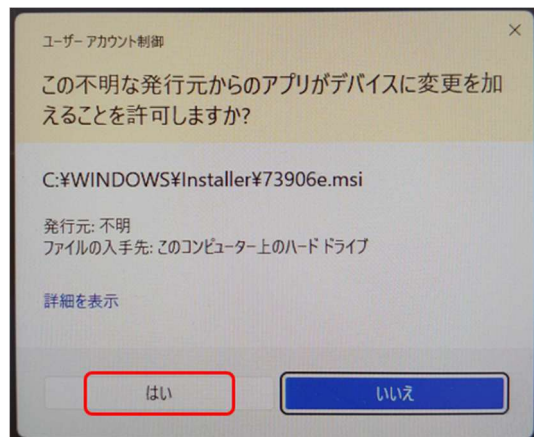 ユーザー アカウント制御
この不明な発行元からのアプリがデバイスに変更を加
えることを許可しますか?
C:¥WINDOWS¥Installer¥73906e.msi
発行元: 不明
ファイルの入手先: このコンピューター上のハード ドライブ
詳細を表示
はい
いいえ